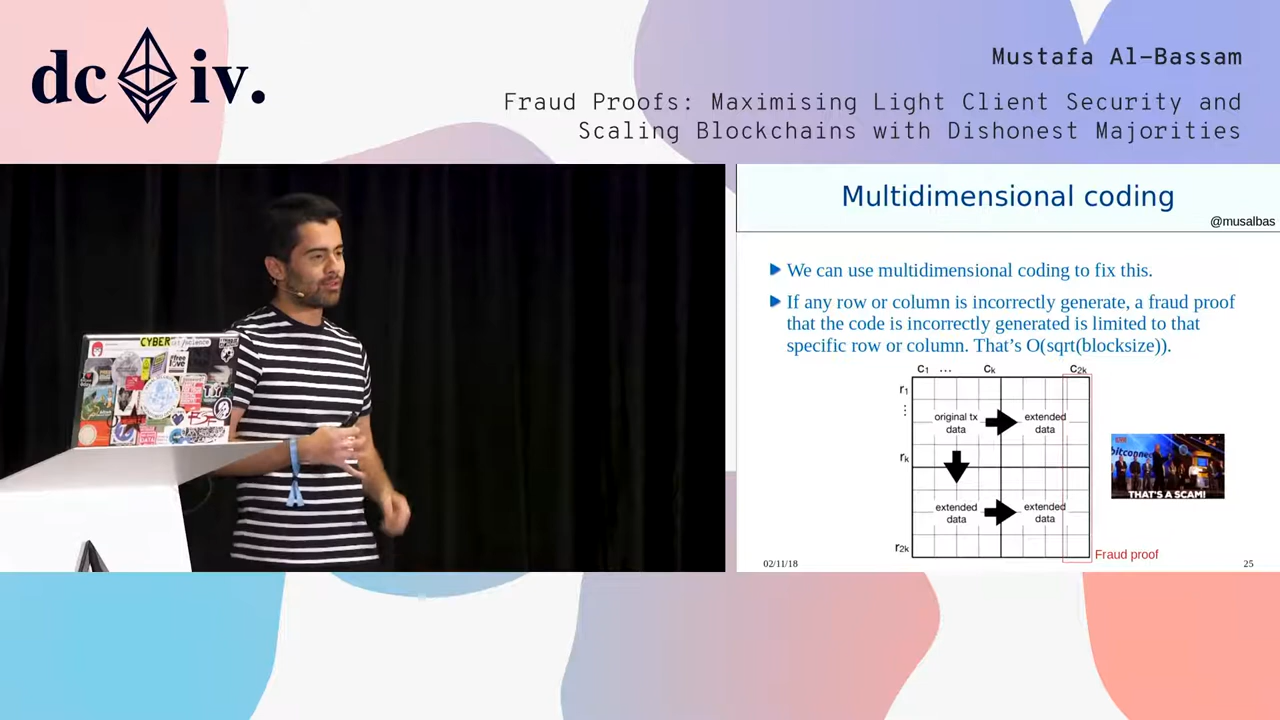 dc iv.
Mustafa Al-Bassam
Fraud Proofs: Maximising Light Client Security and
Scaling Blockchains with Dishonest Majorities
CYBER
Multidimensional coding
@musalbas
We can use multidimensional coding to fix this.
If any row or column is incorrectly generate, a fraud proof
that the code is incorrectly generated is limited to that
specific row or column. That's O(sqrt(blocksize)).
c1 ... ck c2k
r1
⋮
rk
r2k
original tx
data
extended
data
extended
data
extended
data
bitconnec
THAT'S A SCAM!
Fraud proof
02/11/18
25